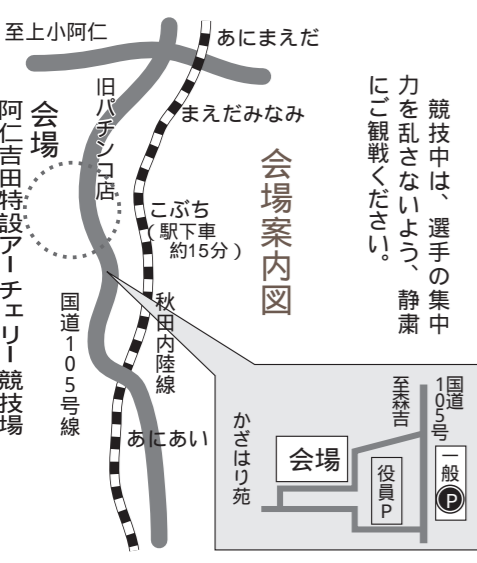 競技中は、選手の集中
力を乱さないよう、静粛
にご観戦ください。
会場案内図
至上小阿仁
あにまえだ
まえだみなみ
旧パチンコ店
会場
阿仁吉田特設アーチェリー競技場
こぶち
（駅下車
約15分）
国道105号線
秋田内陸線
あにあい
国道
105号
至森吉
一般
P
役員
P
会場
かざはり苑